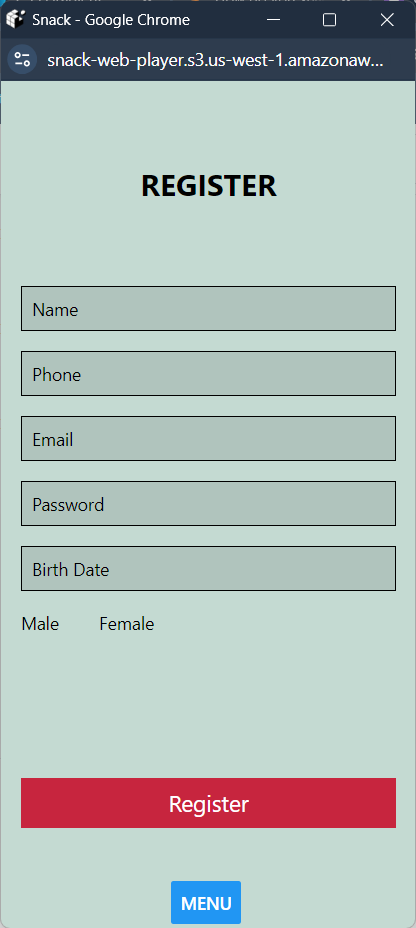 Snack - Google Chrome
snack-web-player.s3.us-west-1.amazonaw...
REGISTER
Name
Phone
Email
Password
Birth Date
Male Female
Register
MENU